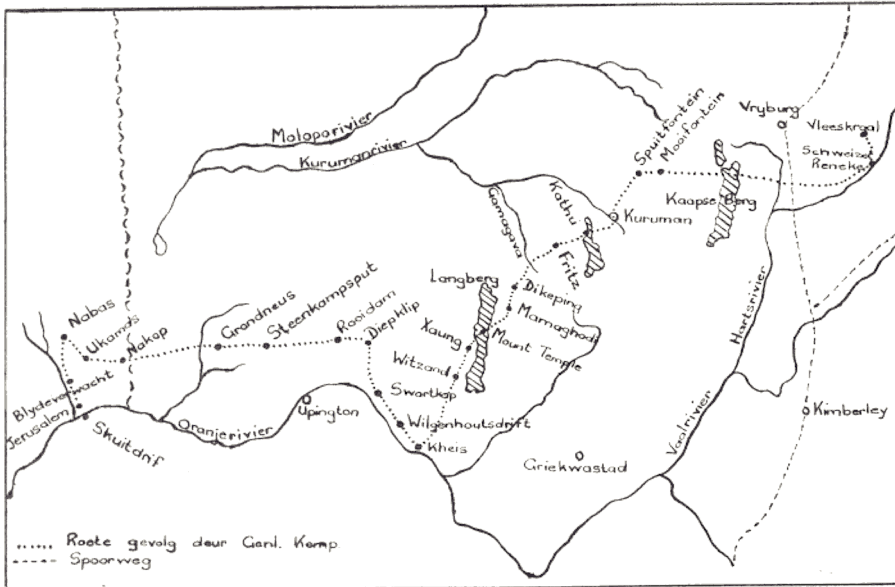 Moloporivier
Kurumanrivier
Gamagava
Spuitfontein
Mooifontein
Vryburg
Vleeskraal
Schweizer
Reneke
Kaapse Berg
Kathu
Kuruman
Fritz
Langberg
Dikeping
Mamaghodi
Mount Temple
Xaung
Witzand
Swartkop
Wilgenhoutsdrift
Kheis
Nabas
Ukamas
Nakop
Grondneus
Steenkampsput
Rooidam
Diepklip
Blydeverwacht
Jerusalem
Skuitdrif
Oranjerivier
Upington
Griekwastad
Vaalrivier
Hartsrivier
Kimberley
...... Roete gevolg deur Genl. Kemp
---- Spoorweg